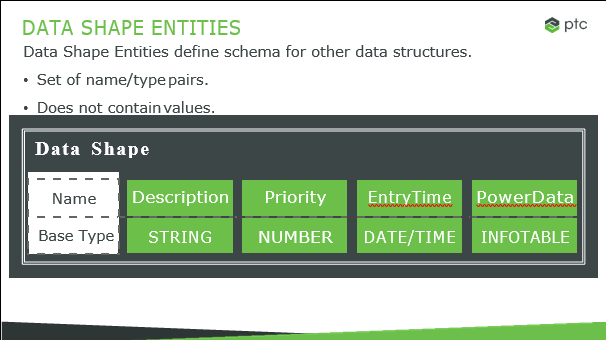 DATA SHAPE ENTITIES
ptc
Data Shape Entities define schema for other data structures.
• Set of name/type pairs.
• Does not contain values.
Data Shape
Name Description Priority EntryTime PowerData
Base Type STRING NUMBER DATE/TIME INFOTABLE